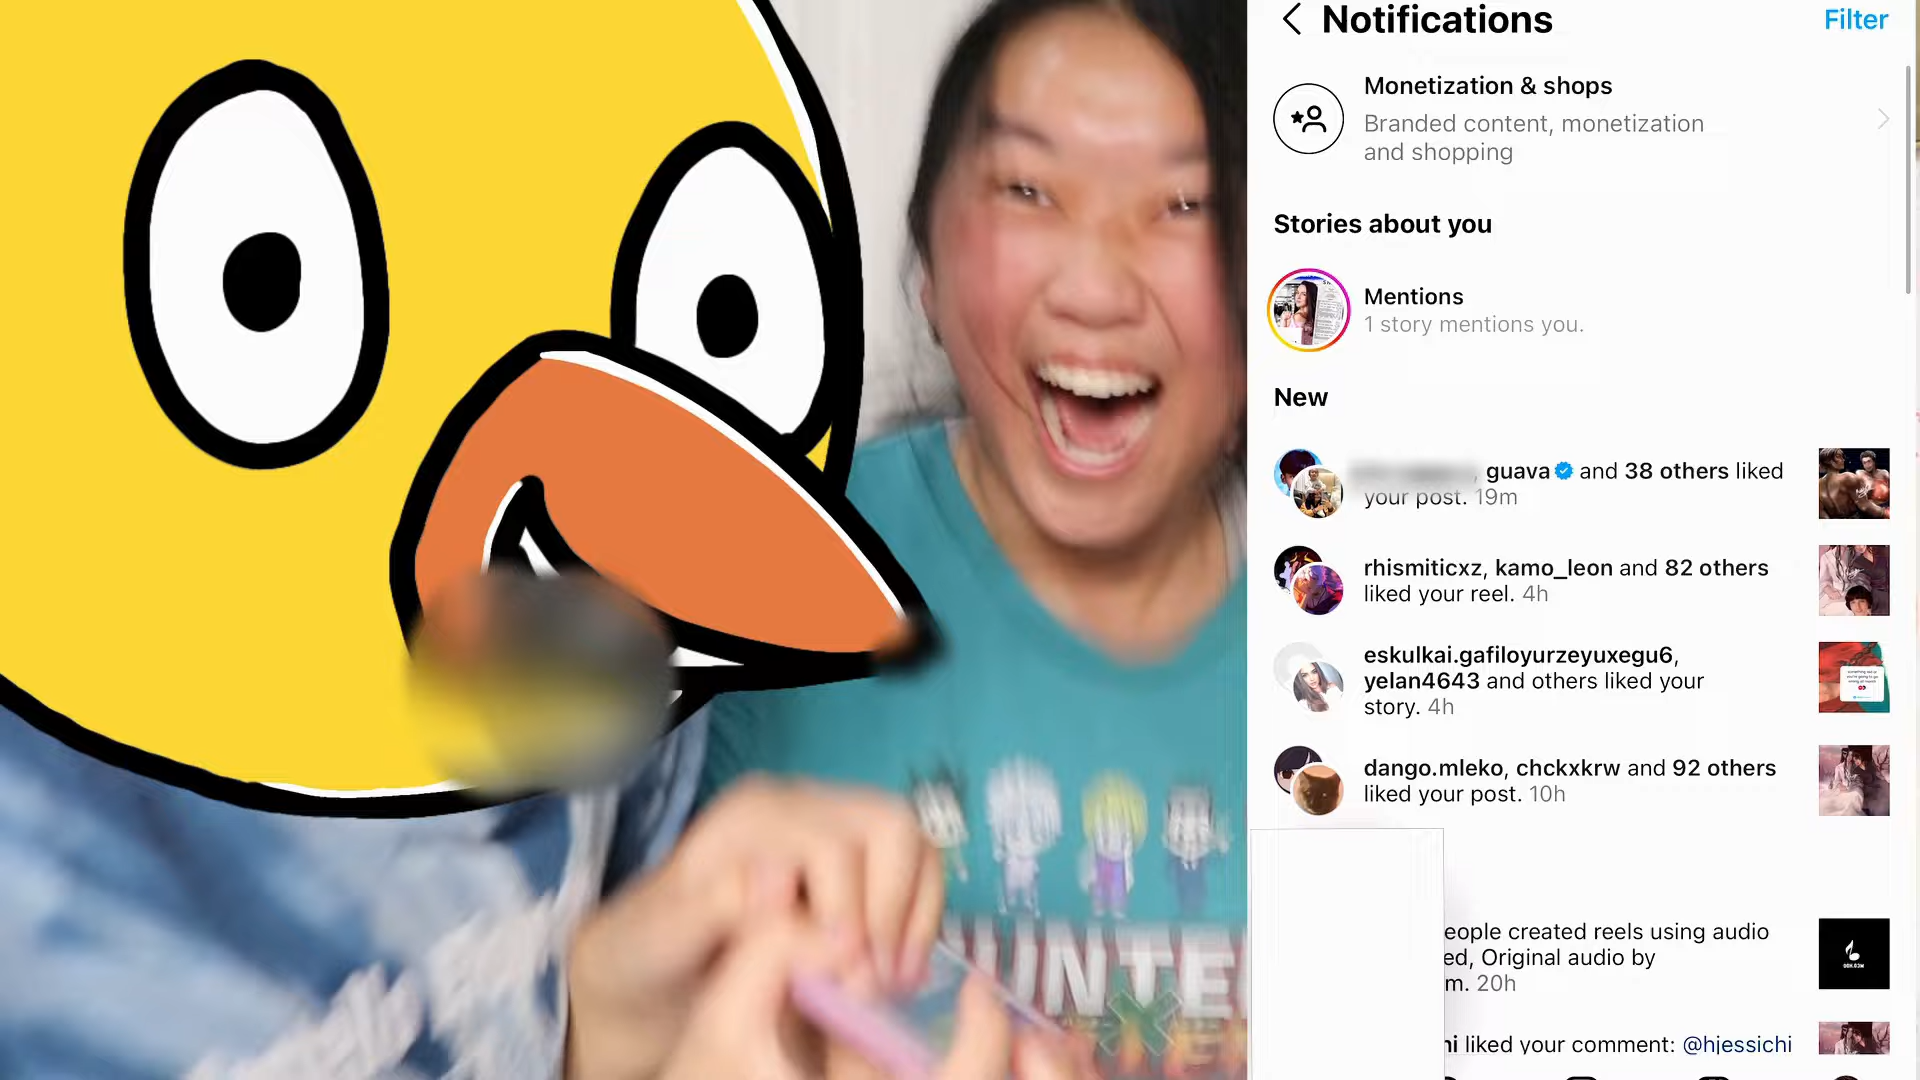 Notifications
Filter
Monetization & shops
Branded content, monetization
and shopping
Stories about you
Mentions
1 story mentions you.
New
, guava and 38 others liked
your post. 19m
rhismiticxz, kamo_leon and 82 others
liked your reel. 4h
eskulkai.gafiloyurzeyuxegu6,
yelan4643 and others liked your
story. 4h
dango.mleko, chckxkrw and 92 others
liked your post. 10h
eople created reels using audio
ed, Original audio by
m. 20h
liked your comment: @hjessichi
UNTE